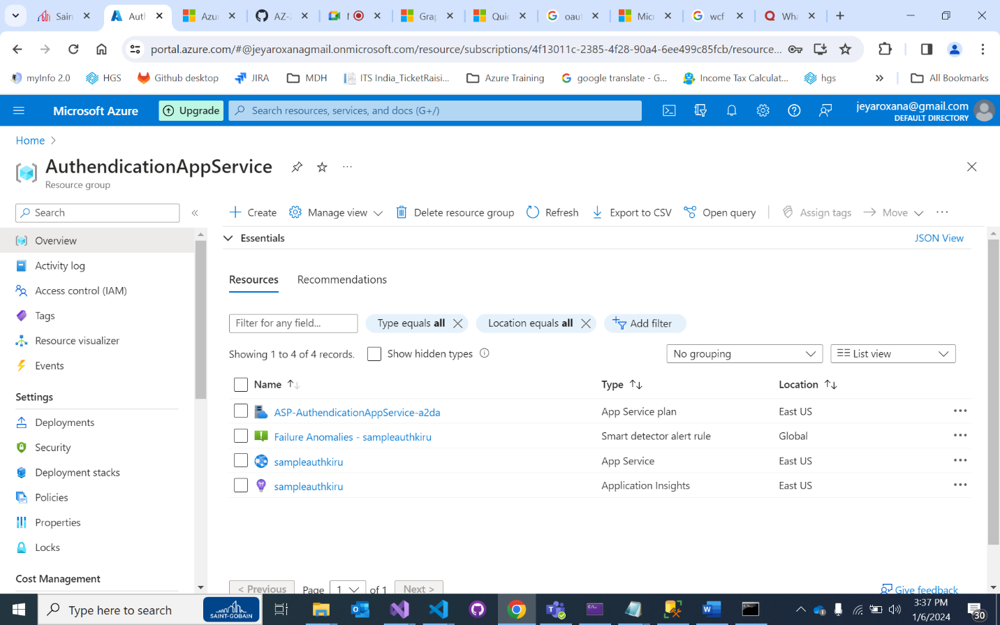 Sain
Auth
Azur
AZ-2
M
Grap
Quic
oaut
Micr
wcf
Wha
portal.azure.com/#@jeyaroxanagmail.onmicrosoft.com/resource/subscriptions/4f13011c-2385-4f28-90a4-6ee499c85fcb/resource...
myInfo 2.0
HGS
Github desktop
JIRA
MDH
ITS India_TicketRaisi...
Azure Training
google translate - G...
Income Tax Calculat...
hgs
All Bookmarks
Microsoft Azure
Upgrade
Search resources, services, and docs (G+/)
jeyaroxana@gmail.com
DEFAULT DIRECTORY
Home
AuthendicationAppService
Resource group
Search
Create
Manage view
Delete resource group
Refresh
Export to CSV
Open query
Assign tags
Move
Overview
Activity log
Access control (IAM)
Tags
Resource visualizer
Events
Settings
Deployments
Security
Deployment stacks
Policies
Properties
Locks
Cost Management
Essentials
JSON View
Resources
Recommendations
Filter for any field...
Type equals all
Location equals all
Add filter
Showing 1 to 4 of 4 records.
Show hidden types
No grouping
List view
Name
Type
Location
ASP-AuthendicationAppService-a2da
App Service plan
East US
Failure Anomalies - sampleauthkiru
Smart detector alert rule
Global
sampleauthkiru
App Service
East US
sampleauthkiru
Application Insights
East US
< Previous
Page
1
of 1
Next >
Give feedback
Type here to search
SAINT-GOBAIN
3:37 PM
1/6/2024
30